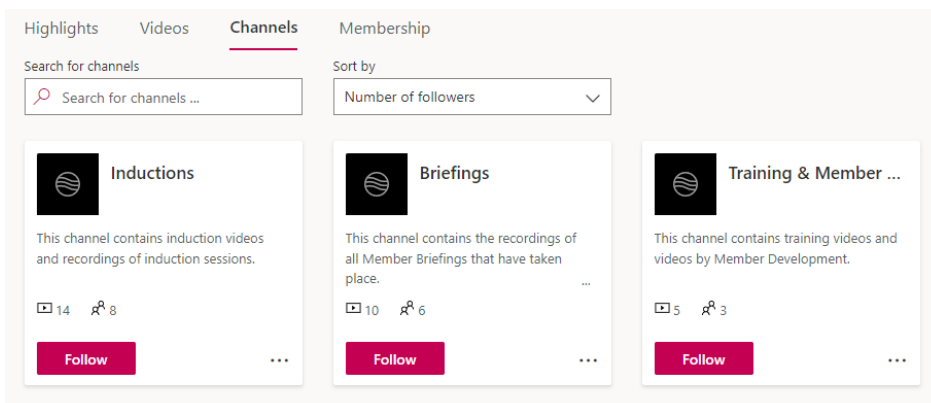 Highlights Videos Channels Membership
Search for channels
Sort by
Search for channels ...
Number of followers
Inductions
This channel contains induction videos
and recordings of induction sessions.
14 8
Follow ...
Briefings
This channel contains the recordings of
all Member Briefings that have taken
place. ...
10 6
Follow ...
Training & Member ...
This channel contains training videos and
videos by Member Development.
5 3
Follow ...